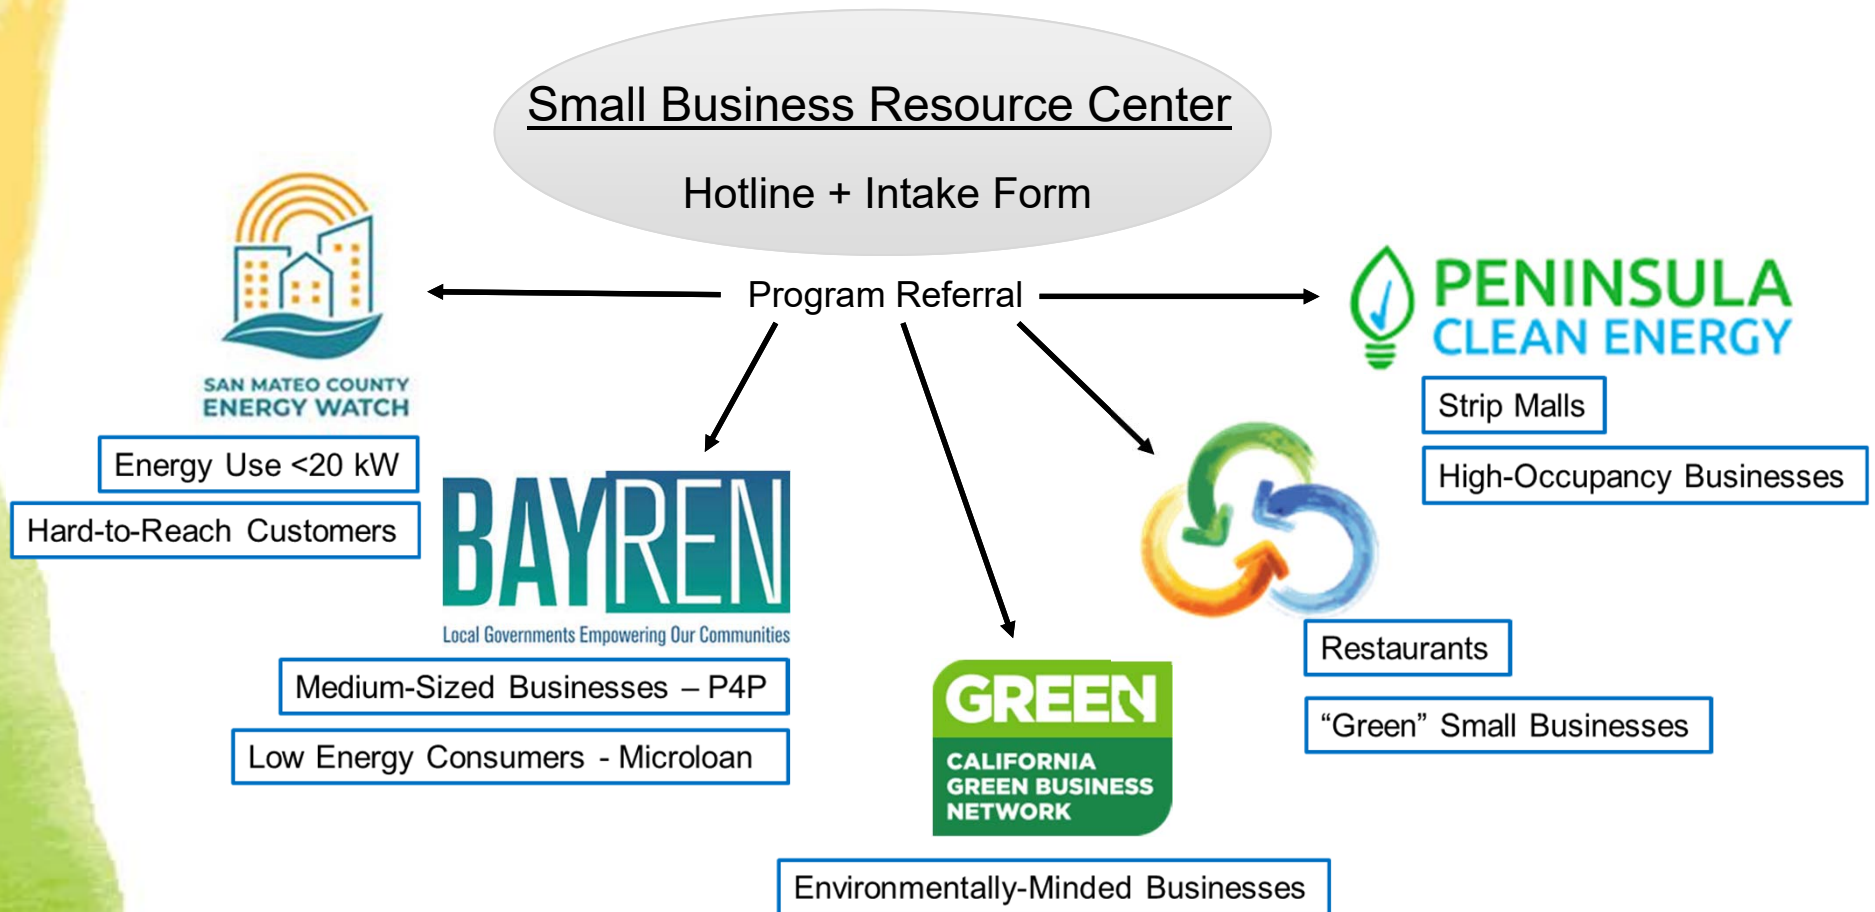 Small Business Resource Center
Hotline + Intake Form
Program Referral
SAN MATEO COUNTY
ENERGY WATCH
Energy Use <20 kW
Hard-to-Reach Customers
BAYREN
Local Governments Empowering Our Communities
Medium-Sized Businesses – P4P
Low Energy Consumers - Microloan
GREEN
CALIFORNIA
GREEN BUSINESS
NETWORK
Environmentally-Minded Businesses
Restaurants
“Green” Small Businesses
PENINSULA
CLEAN ENERGY
Strip Malls
High-Occupancy Businesses